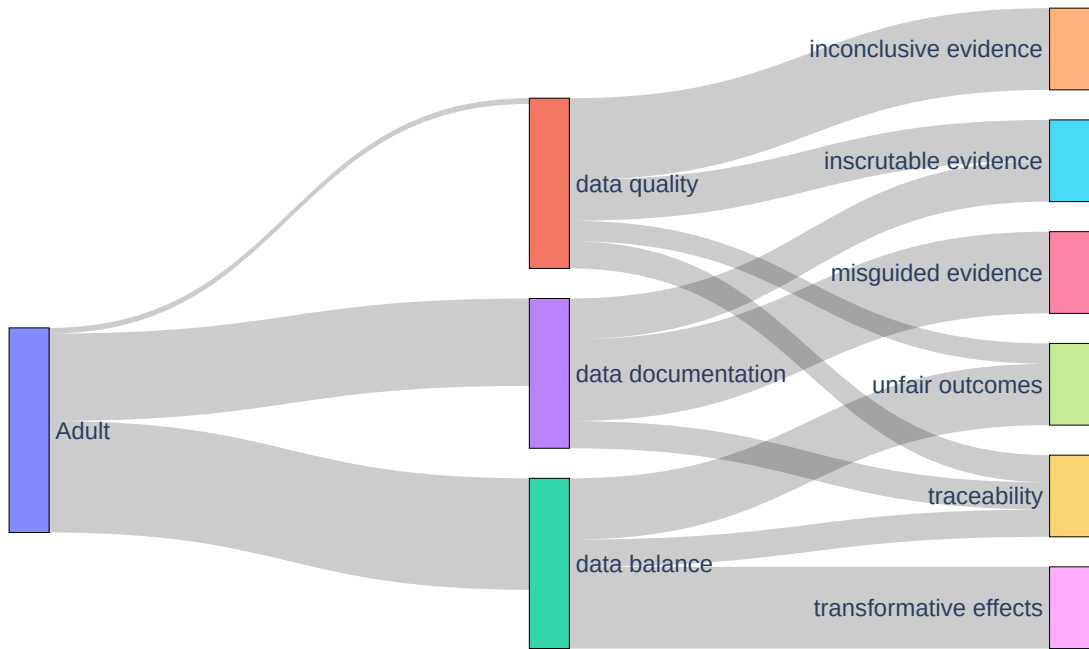 Adult
data quality
data documentation
data balance
inconclusive evidence
inscrutable evidence
misguided evidence
unfair outcomes
traceability
transformative effects